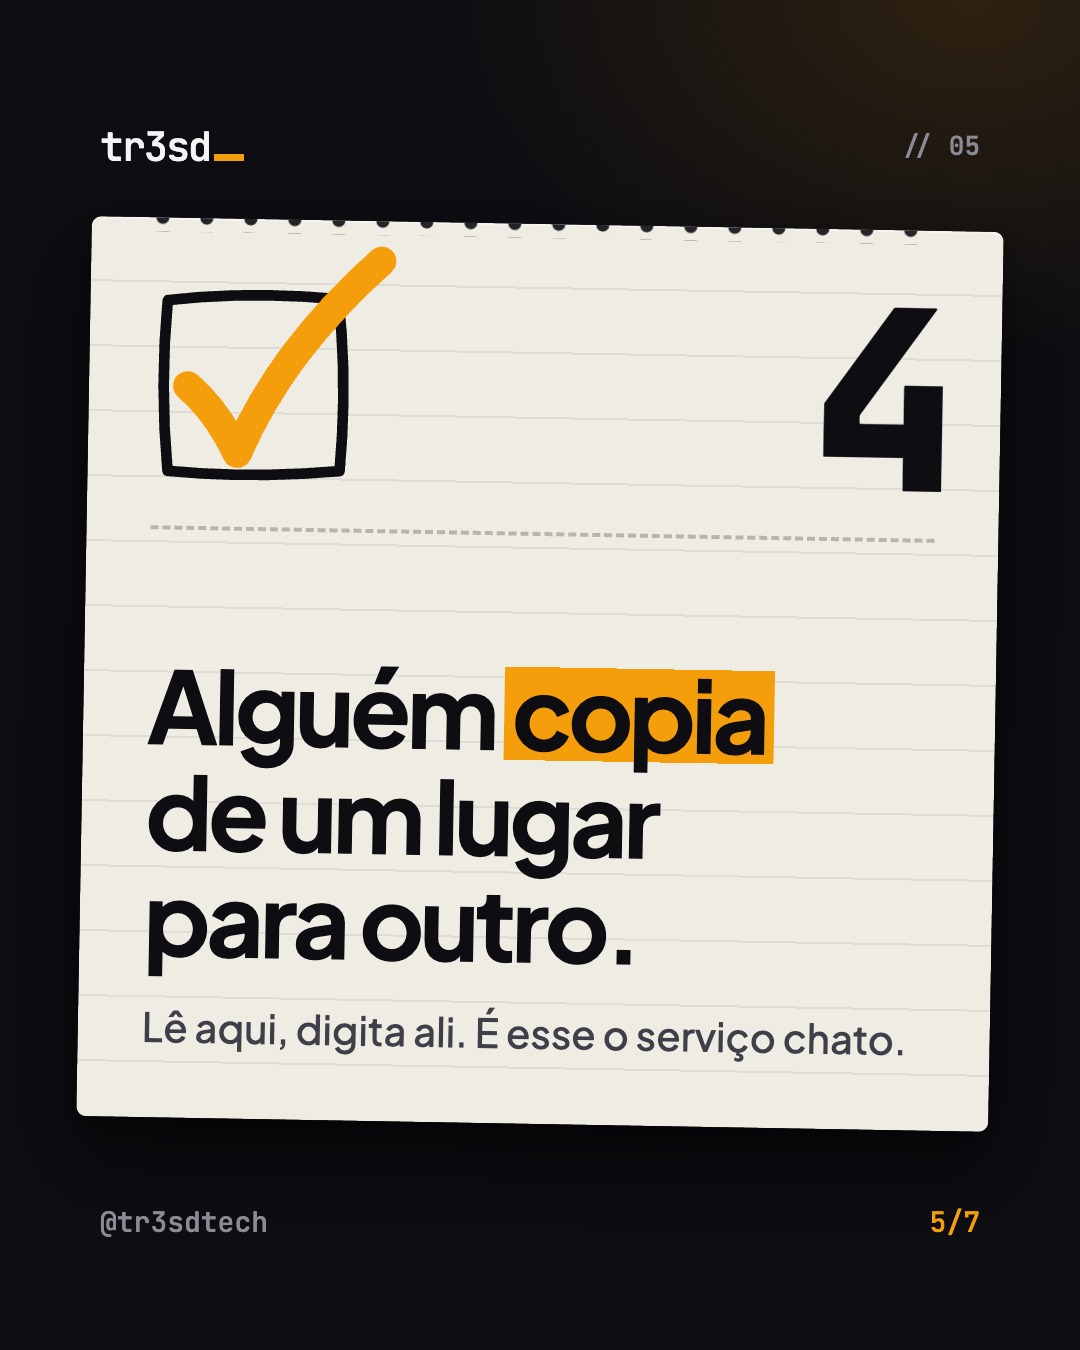 tr3sd_
// 05
4
Alguém copia
de um lugar
para outro.
Lê aqui, digita ali. É esse o serviço chato.
@tr3sdtech
5/7